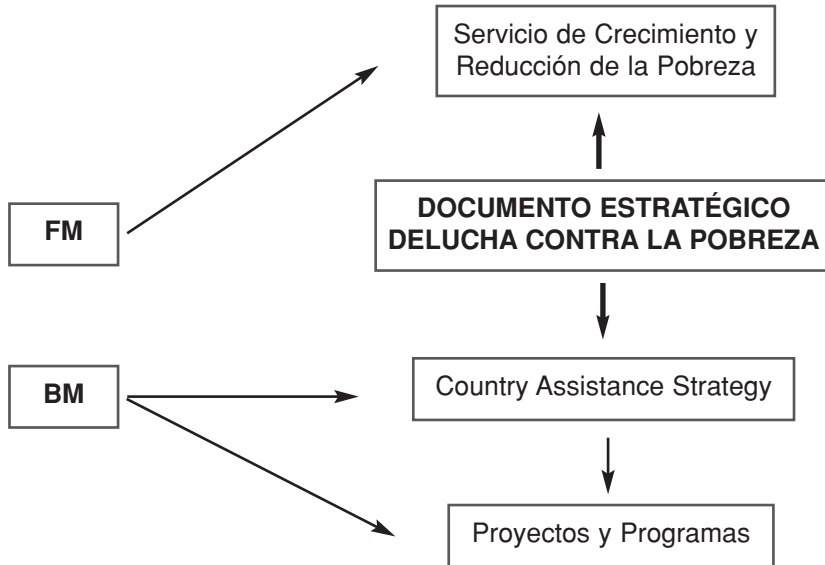 Servicio de Crecimiento y
Reducción de la Pobreza
FM
DOCUMENTO ESTRATÉGICO
DELUCHA CONTRA LA POBREZA
BM
Country Assistance Strategy
Proyectos y Programas